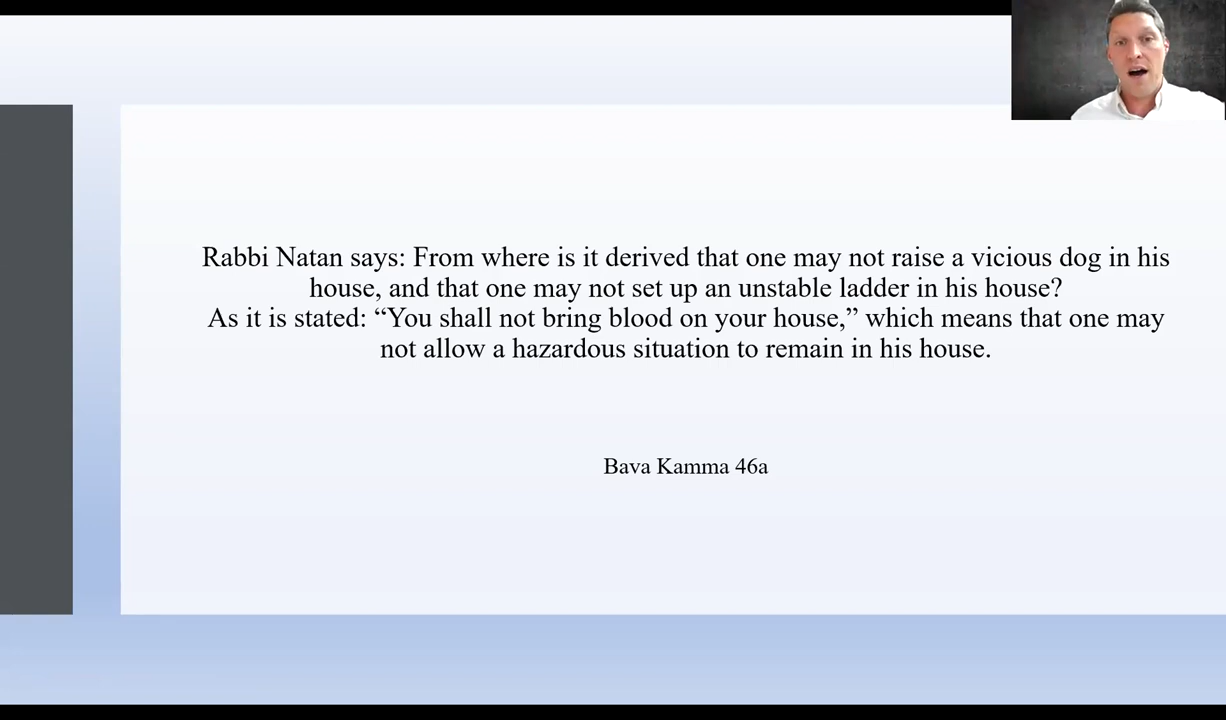 Rabbi Natan says: From where is it derived that one may not raise a vicious dog in his
house, and that one may not set up an unstable ladder in his house?
As it is stated: “You shall not bring blood on your house,” which means that one may
not allow a hazardous situation to remain in his house.
Bava Kamma 46a